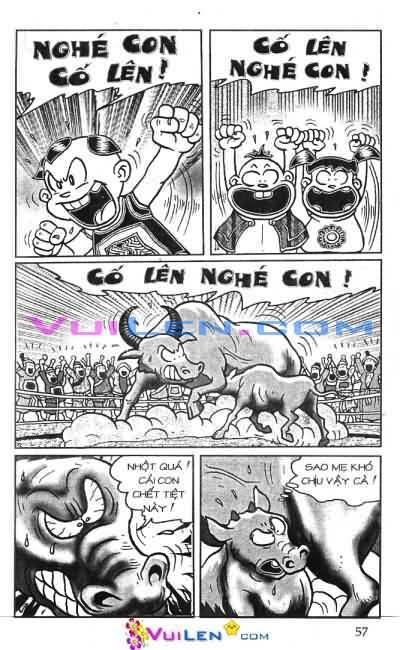 NGHÉ CON
CỐ LÊN!
CỐ LÊN
NGHÉ CON!
CỐ LÊN NGHÉ CON!
VUILEN.COM
NHỘT QUÁ!
CÁI CON
CHẾT TIỆT
NÀY!
SAO MẸ KHÓ
CHỊU VẬY CÀ!
57
VUILEN.COM